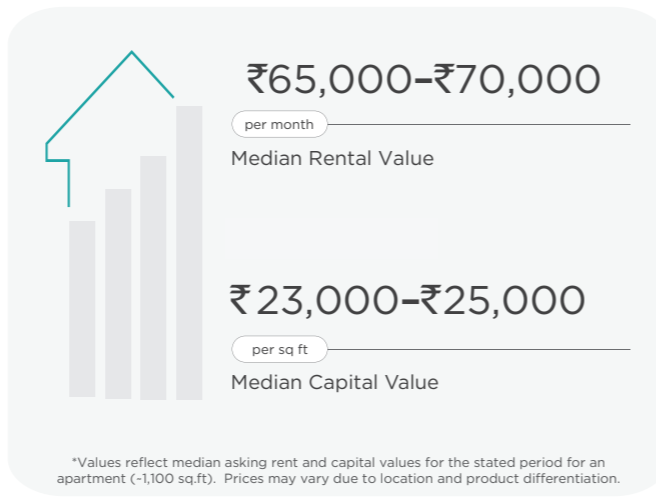 ₹65,000–₹70,000
per month
Median Rental Value
₹23,000–₹25,000
per sq ft
Median Capital Value
*Values reflect median asking rent and capital values for the stated period for an
apartment (~1,100 sq.ft). Prices may vary due to location and product differentiation.